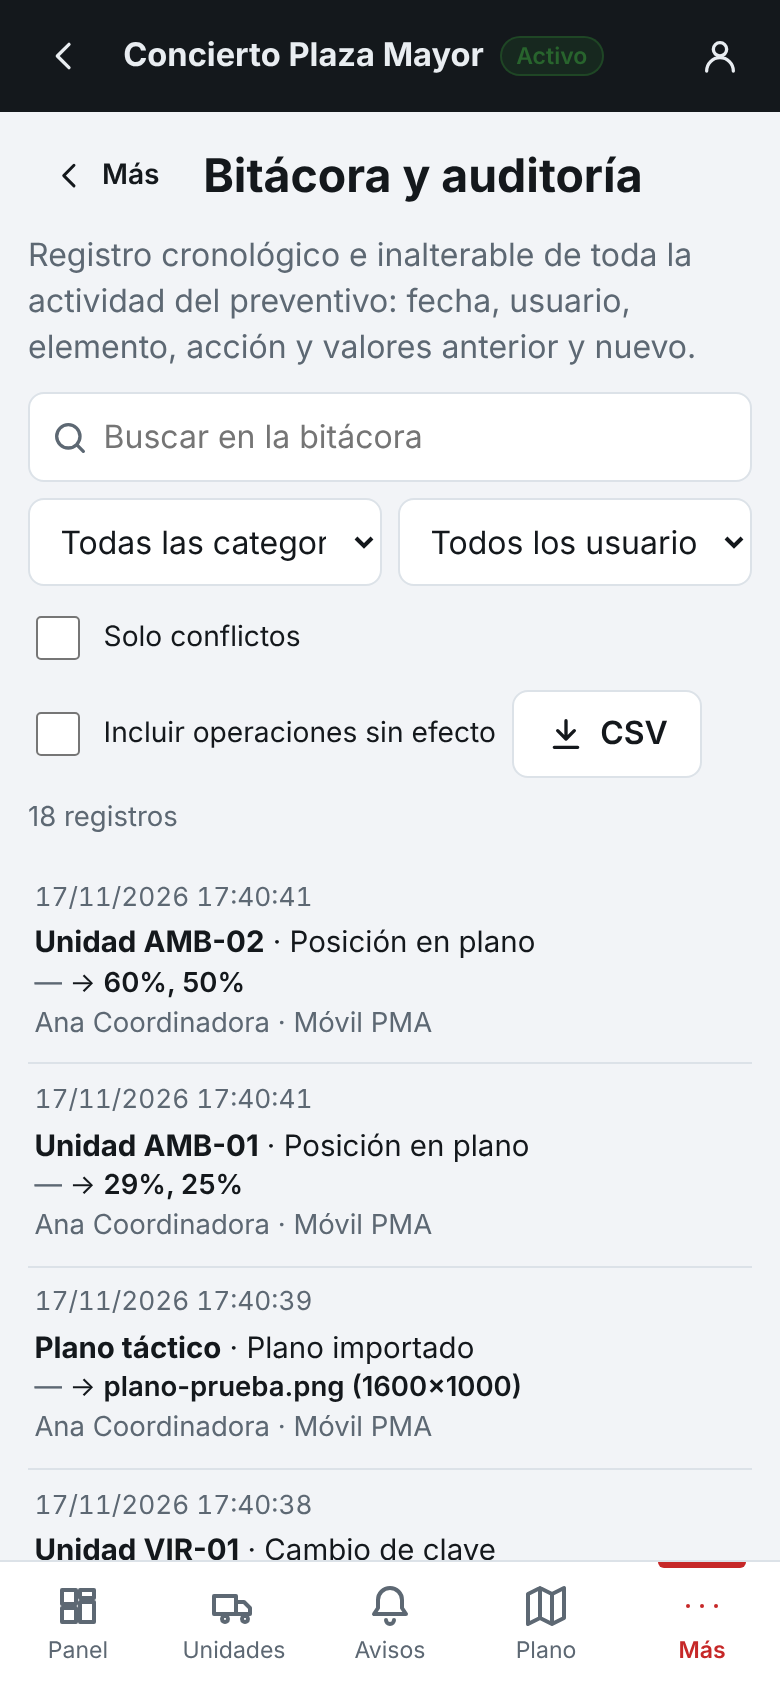 Concierto Plaza Mayor Activo
Más Bitácora y auditoría
Registro cronológico e inalterable de toda la
actividad del preventivo: fecha, usuario,
elemento, acción y valores anterior y nuevo.
Buscar en la bitácora
Todas las categor Todos los usuario
Solo conflictos
Incluir operaciones sin efecto CSV
18 registros
17/11/2026 17:40:41
Unidad AMB-02 · Posición en plano
— → 60%, 50%
Ana Coordinadora · Móvil PMA
17/11/2026 17:40:41
Unidad AMB-01 · Posición en plano
— → 29%, 25%
Ana Coordinadora · Móvil PMA
17/11/2026 17:40:39
Plano táctico · Plano importado
— → plano-prueba.png (1600×1000)
Ana Coordinadora · Móvil PMA
17/11/2026 17:40:38
Unidad VIR-01 · Cambio de clave
Panel Unidades Avisos Plano Más